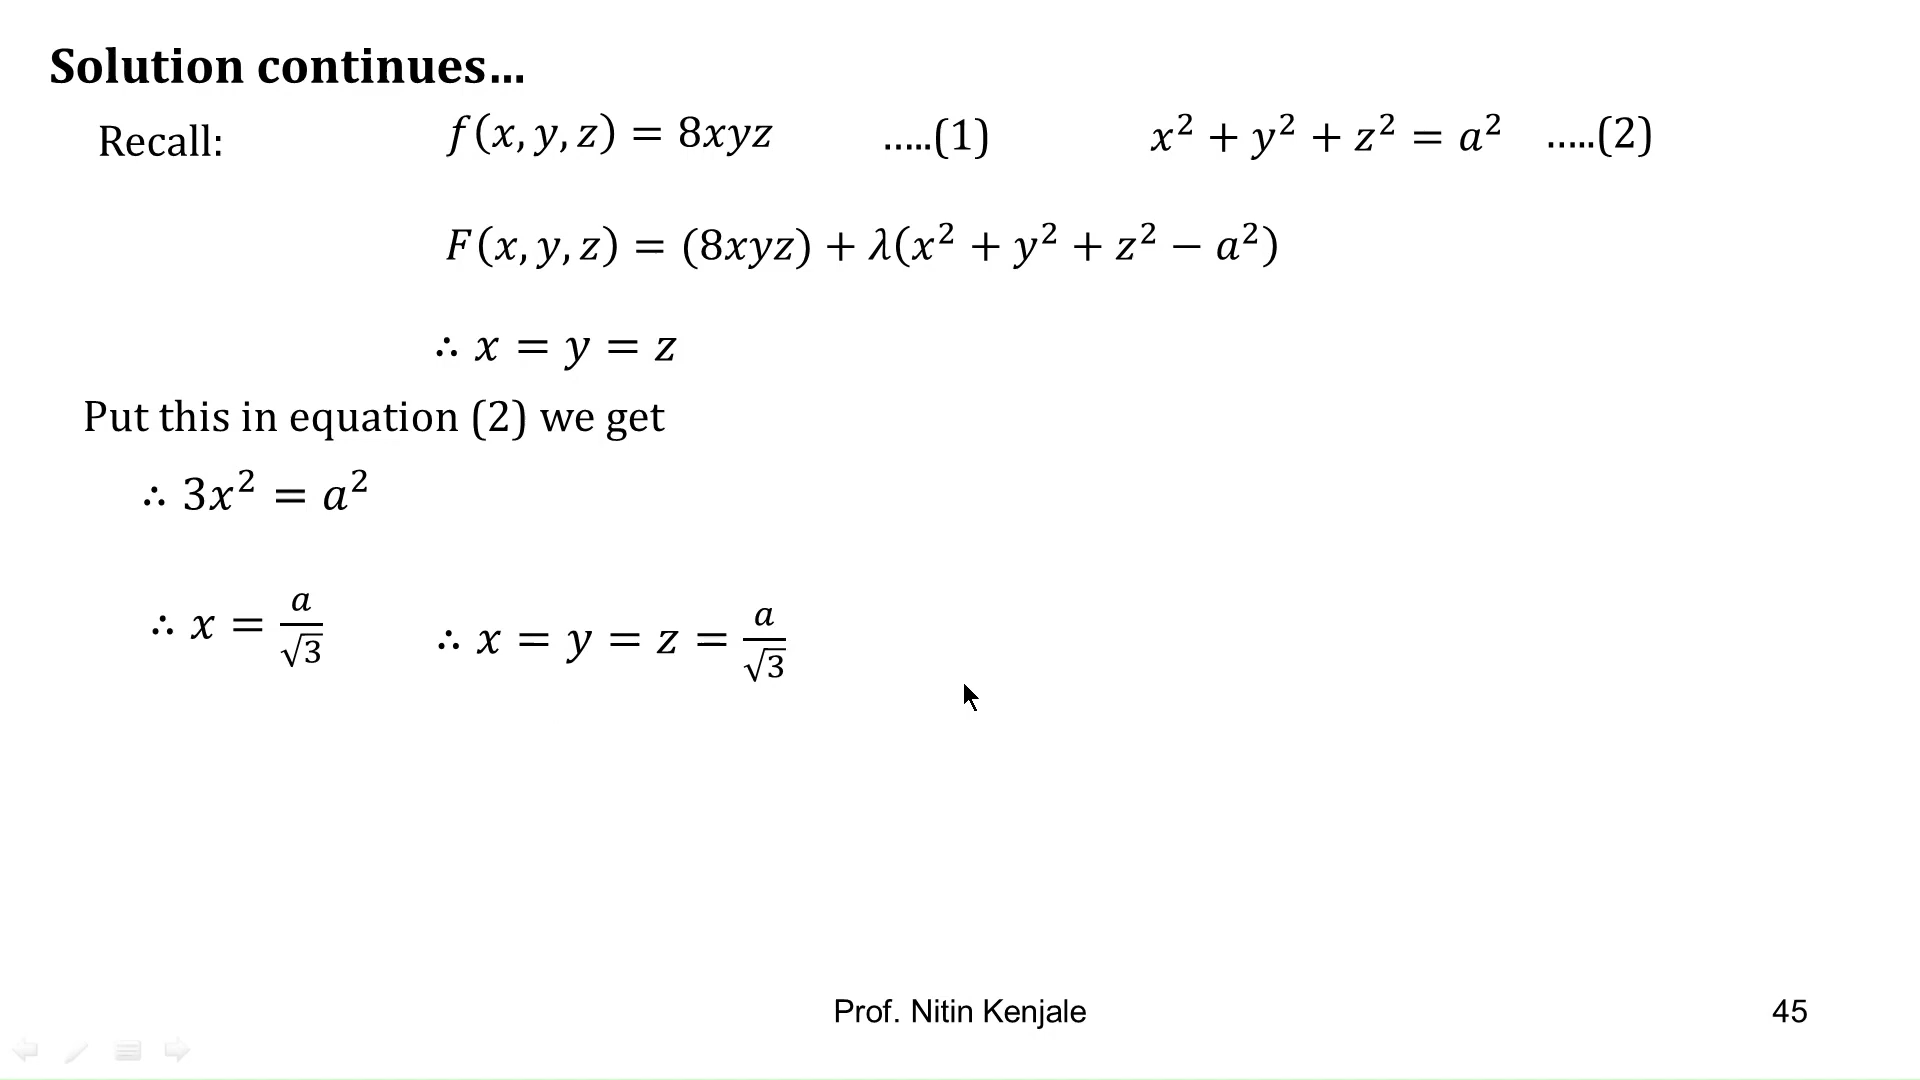 Solution continues…
Recall: f(x, y, z) = 8xyz …..(1) x² + y² + z² = a² …..(2)
F(x, y, z) = (8xyz) + λ(x² + y² + z² − a²)
∴ x = y = z
Put this in equation (2) we get
∴ 3x² = a²
∴ x = a/√3 ∴ x = y = z = a/√3
Prof. Nitin Kenjale 45